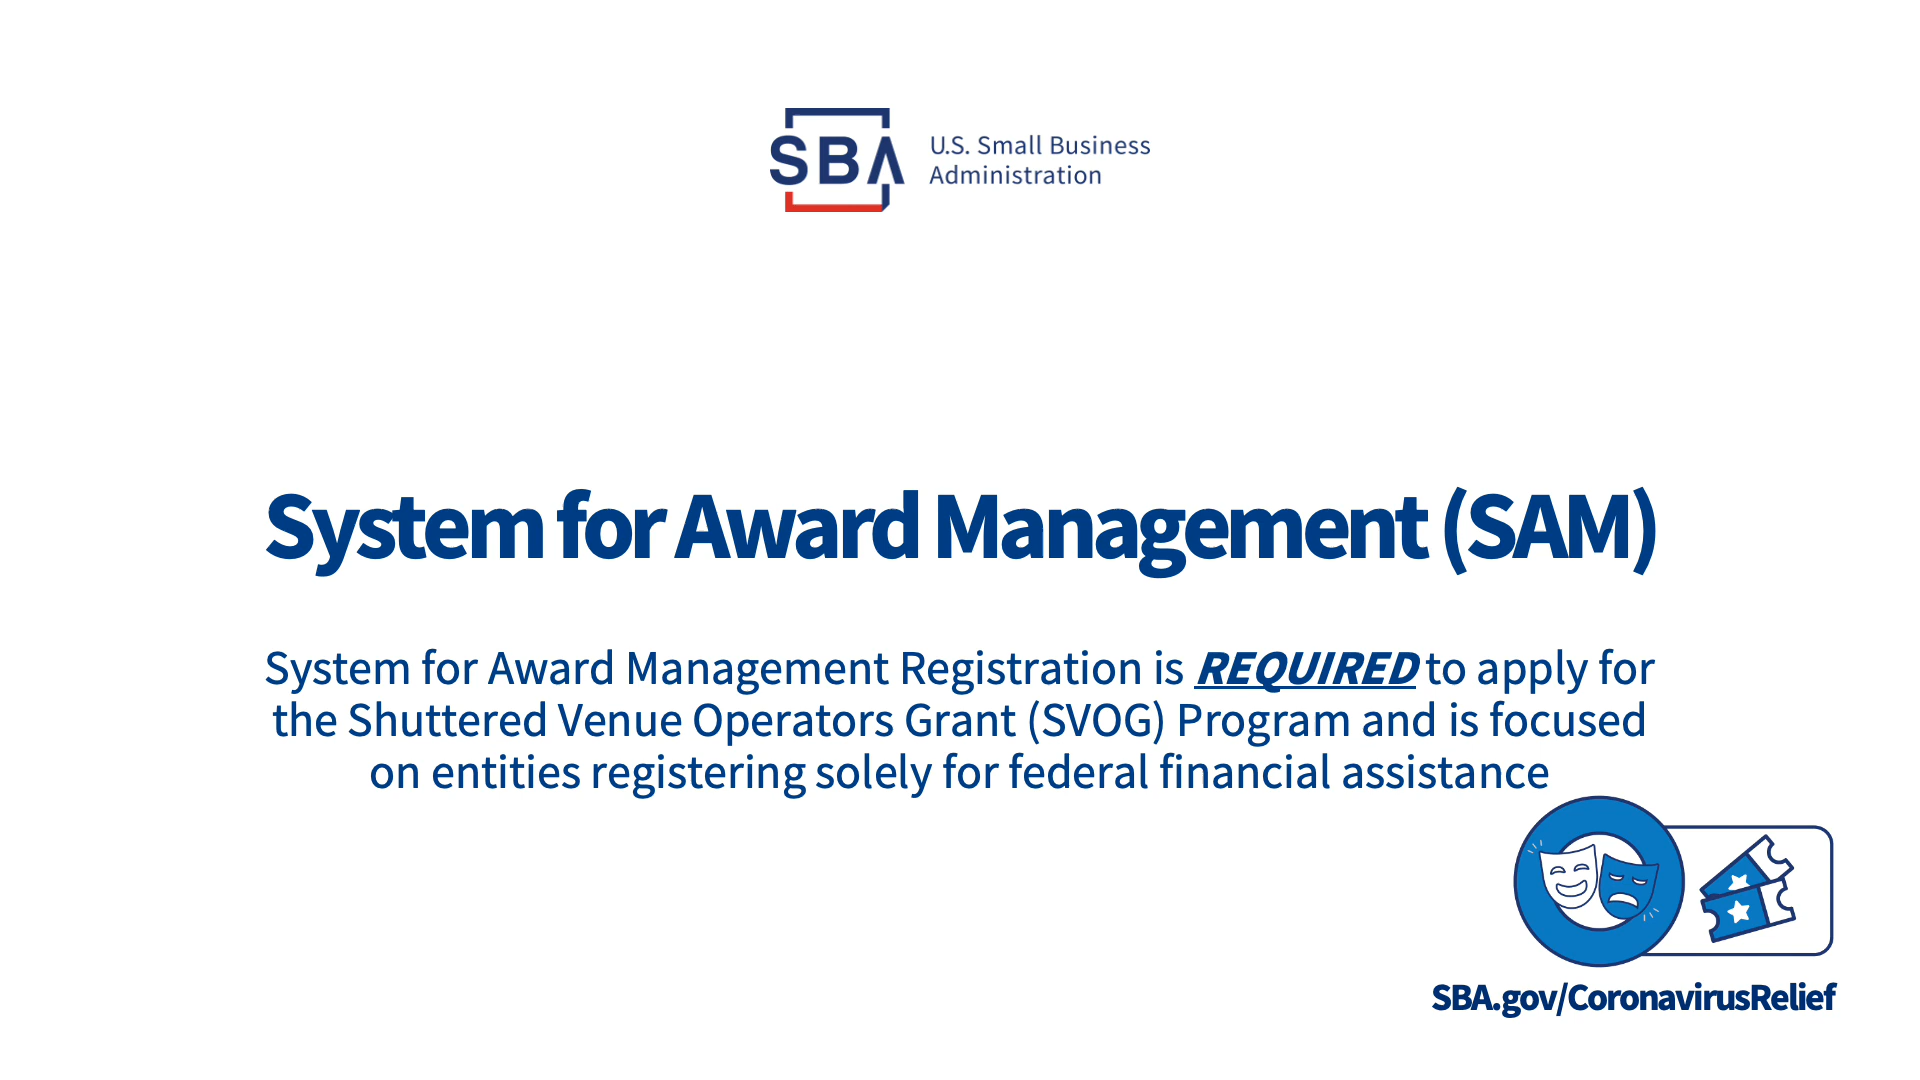 SBA
U.S. Small Business
Administration
System for Award Management (SAM)
System for Award Management Registration is REQUIRED to apply for
the Shuttered Venue Operators Grant (SVOG) Program and is focused
on entities registering solely for federal financial assistance
SBA.gov/CoronavirusRelief